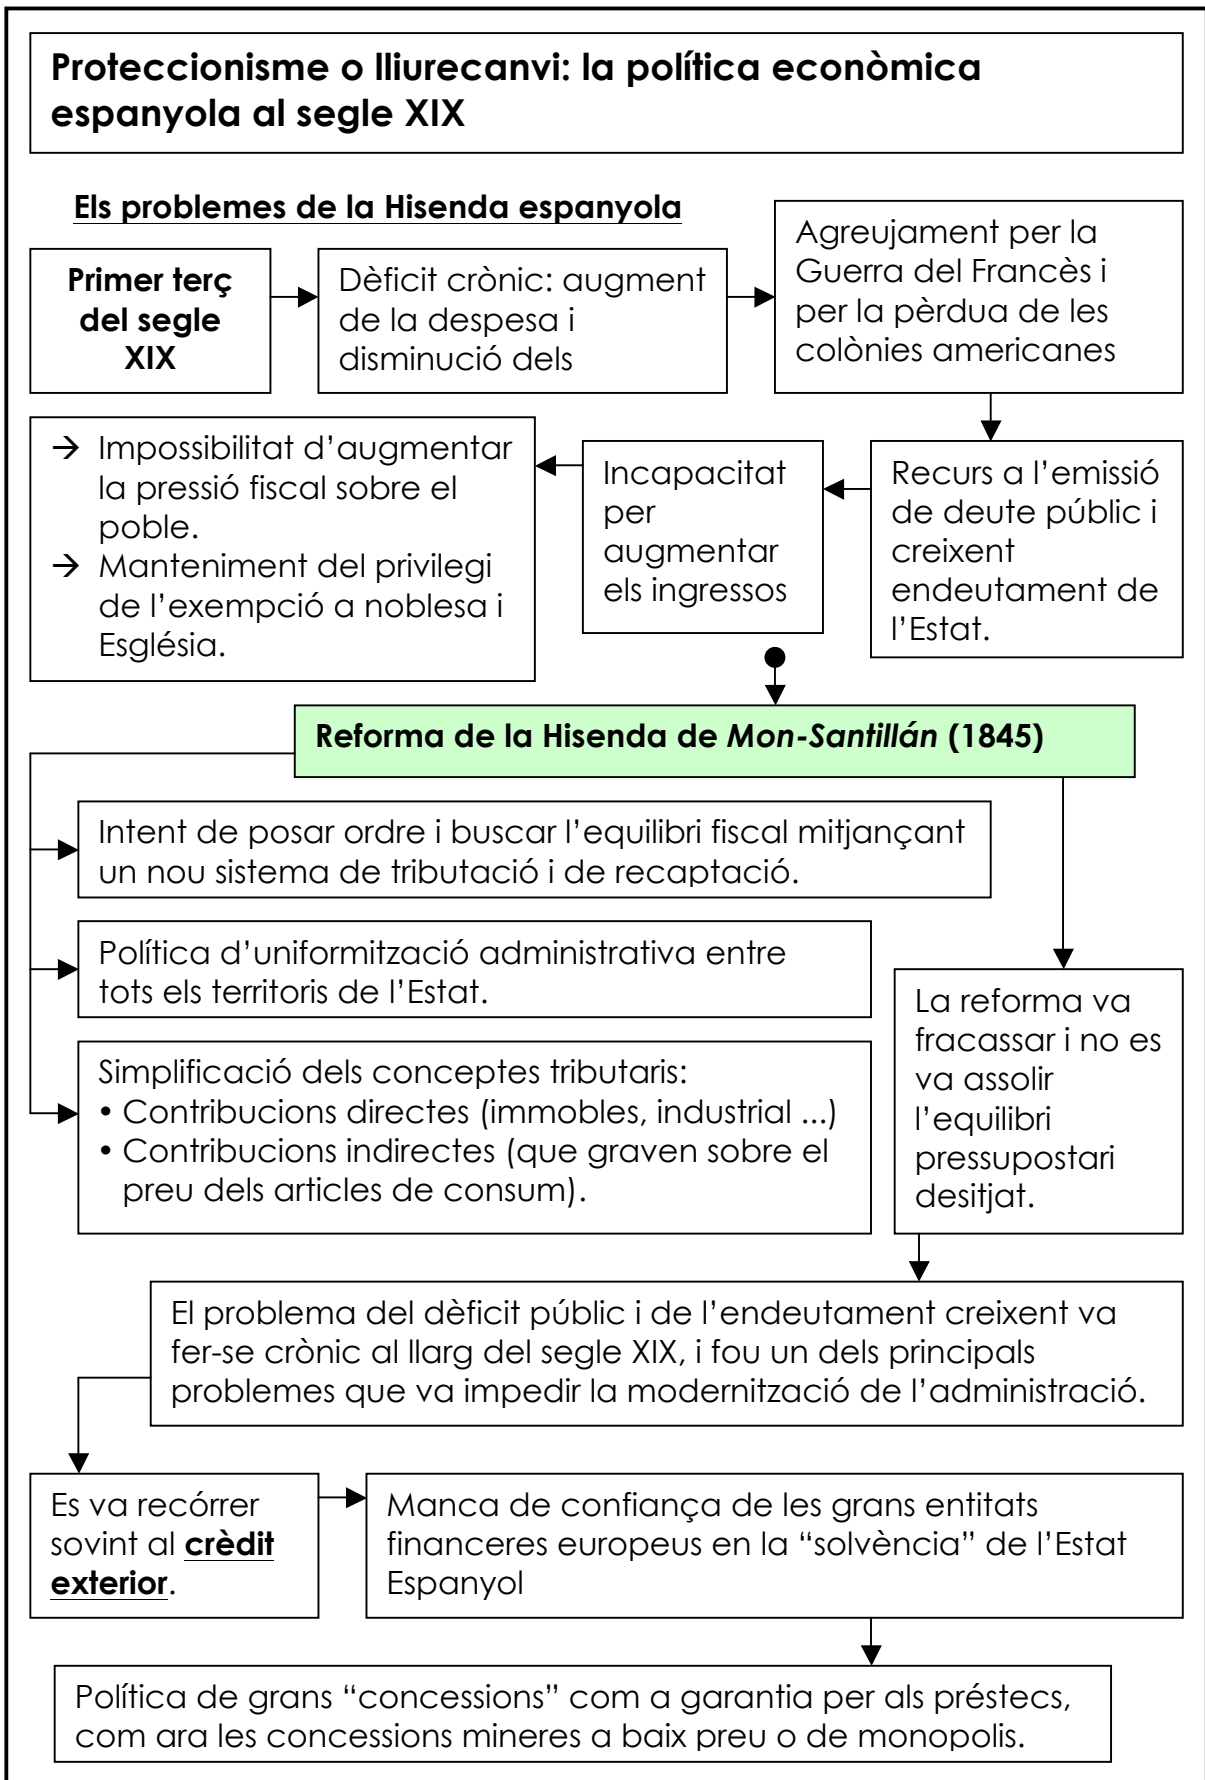 Proteccionisme o lliurecanvi: la política econòmica
espanyola al segle XIX
Els problemes de la Hisenda espanyola
Primer terç
del segle
XIX
Dèficit crònic: augment
de la despesa i
disminució dels
Agreujament per la
Guerra del Francès i
per la pèrdua de les
colònies americanes
Recurs a l’emissió
de deute públic i
creixent
endeutament de
l’Estat.
Incapacitat
per
augmentar
els ingressos
→ Impossibilitat d’augmentar
la pressió fiscal sobre el
poble.
→ Manteniment del privilegi
de l’exempció a noblesa i
Església.
Reforma de la Hisenda de Mon-Santillán (1845)
Intent de posar ordre i buscar l’equilibri fiscal mitjançant
un nou sistema de tributació i de recaptació.
Política d’uniformització administrativa entre
tots els territoris de l’Estat.
Simplificació dels conceptes tributaris:
• Contribucions directes (immobles, industrial ...)
• Contribucions indirectes (que graven sobre el
preu dels articles de consum).
La reforma va
fracassar i no es
va assolir
l’equilibri
pressupostari
desitjat.
El problema del dèficit públic i de l’endeutament creixent va
fer-se crònic al llarg del segle XIX, i fou un dels principals
problemes que va impedir la modernització de l’administració.
Es va recórrer
sovint al crèdit
exterior.
Manca de confiança de les grans entitats
financeres europeus en la “solvència” de l’Estat
Espanyol
Política de grans “concessions” com a garantia per als préstecs,
com ara les concessions mineres a baix preu o de monopolis.